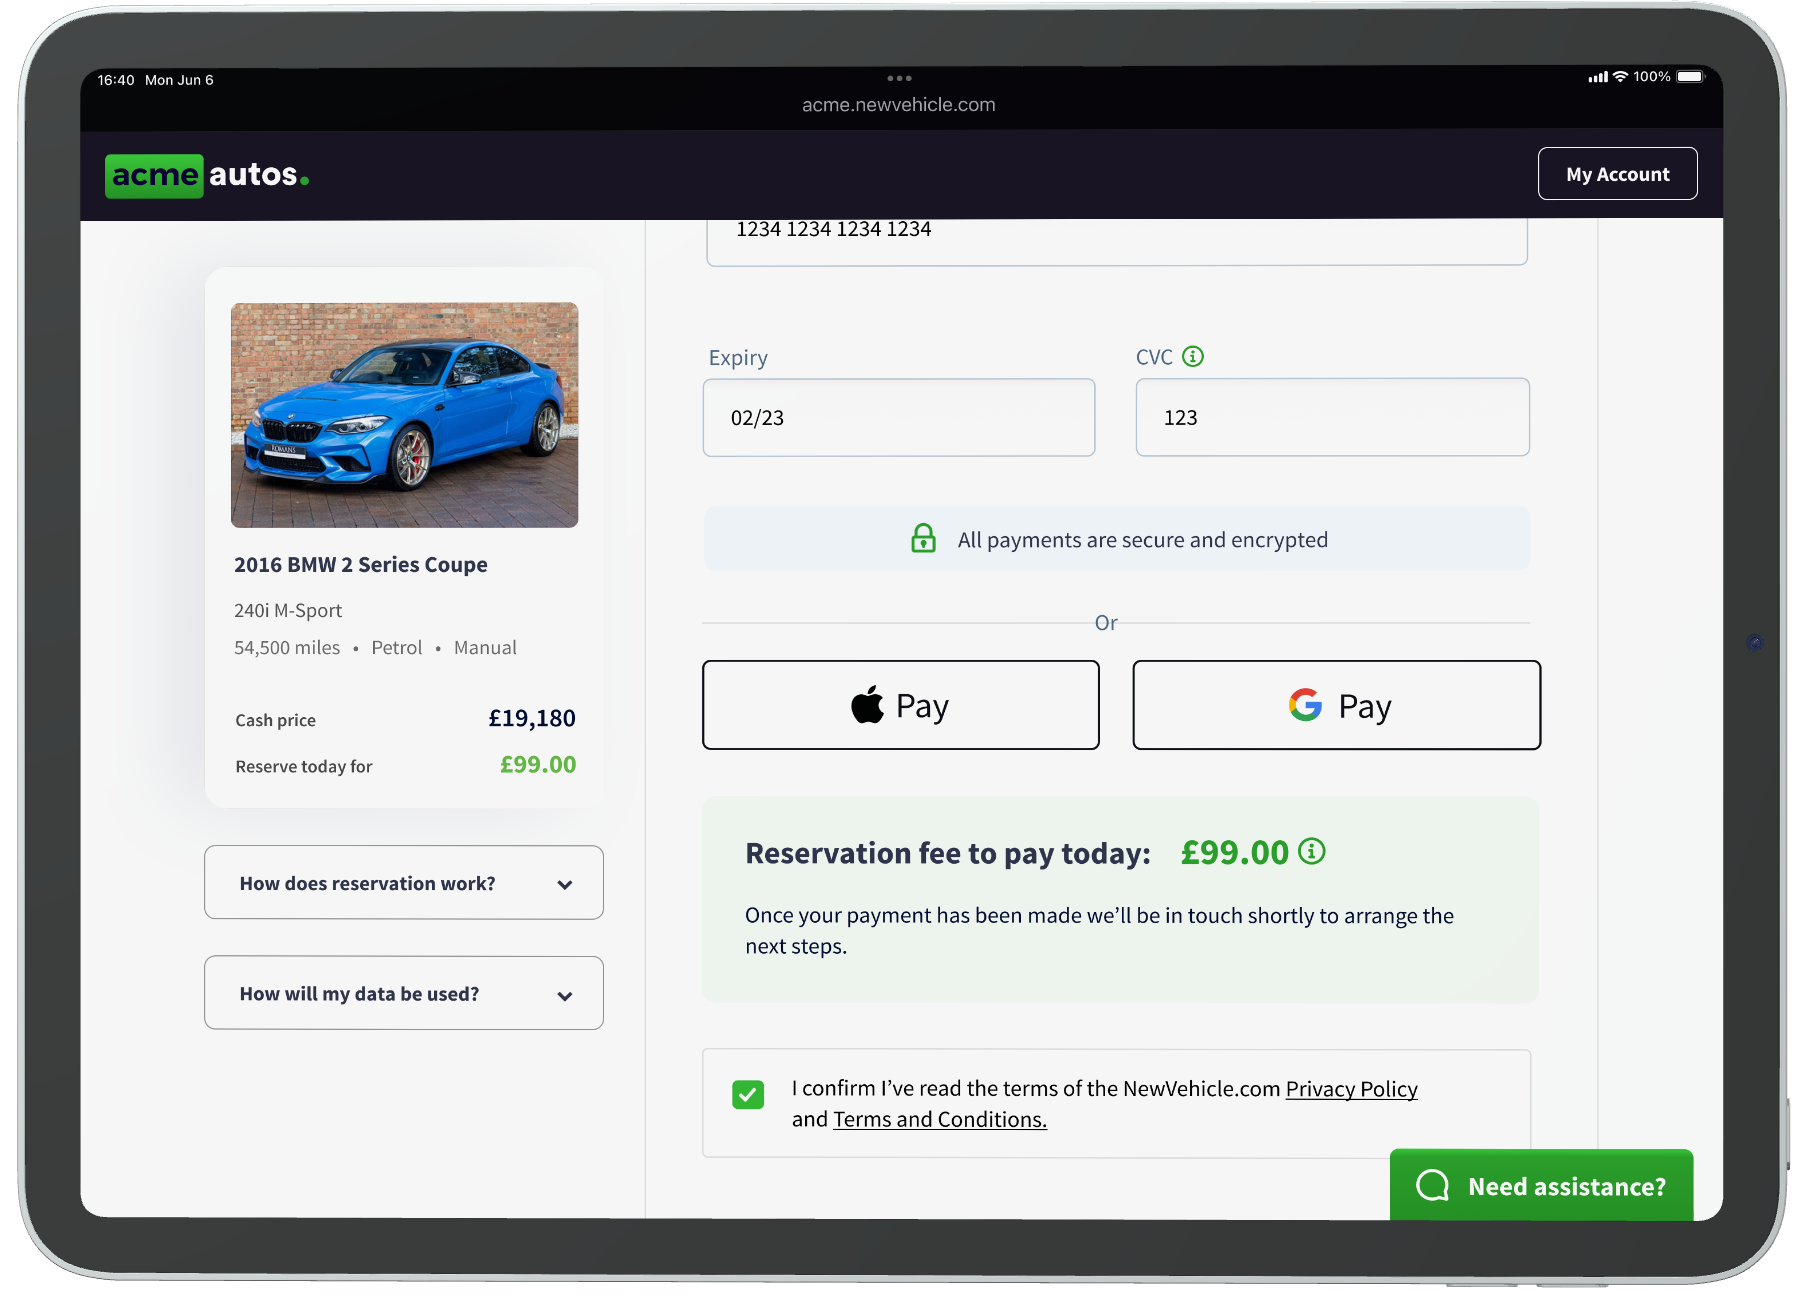 16:40 Mon Jun 6
100%
acme.newvehicle.com
acme autos.
My Account
1234 1234 1234 1234
Expiry
CVC
02/23
123
All payments are secure and encrypted
Or
Pay
G Pay
ROMANS
2016 BMW 2 Series Coupe
240i M-Sport
54,500 miles • Petrol • Manual
Cash price £19,180
Reserve today for £99.00
How does reservation work?
How will my data be used?
Reservation fee to pay today: £99.00
Once your payment has been made we’ll be in touch shortly to arrange the
next steps.
I confirm I’ve read the terms of the NewVehicle.com Privacy Policy
and Terms and Conditions.
Need assistance?